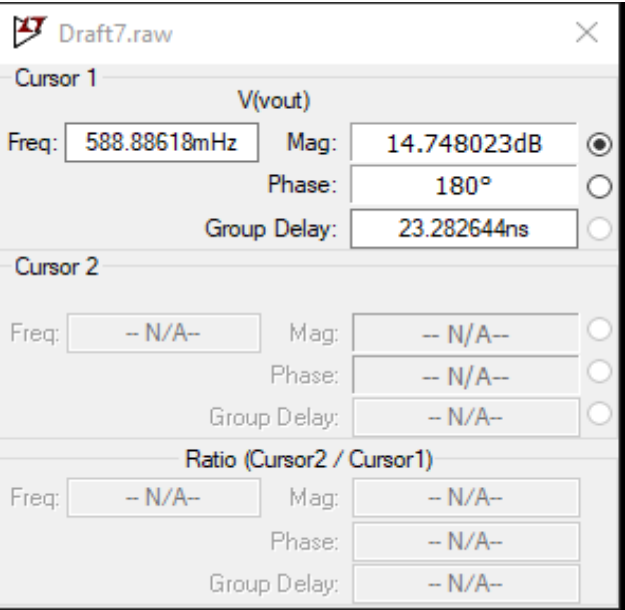 Draft7.raw
Cursor 1
V(vout)
Freq: 588.88618mHz Mag: 14.748023dB
Phase: 180°
Group Delay: 23.282644ns
Cursor 2
Freq: -- N/A-- Mag: -- N/A--
Phase: -- N/A--
Group Delay: -- N/A--
Ratio (Cursor2 / Cursor1)
Freq: -- N/A-- Mag: -- N/A--
Phase: -- N/A--
Group Delay: -- N/A--